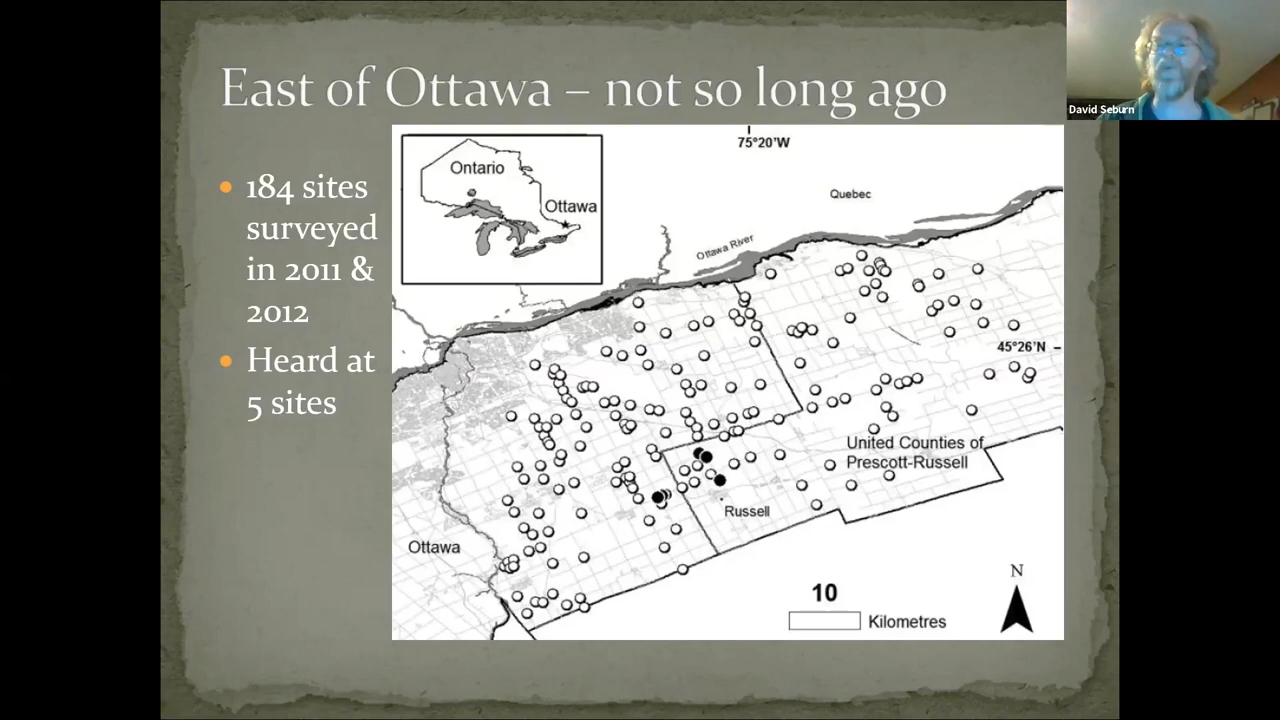 East of Ottawa – not so long ago
David Seburn
184 sites
surveyed
in 2011 &
2012
Heard at
5 sites
75°20'W
Ontario
Ottawa
Quebec
Ottawa River
45°26'N
United Counties of
Prescott-Russell
Russell
Ottawa
10
Kilometres
N